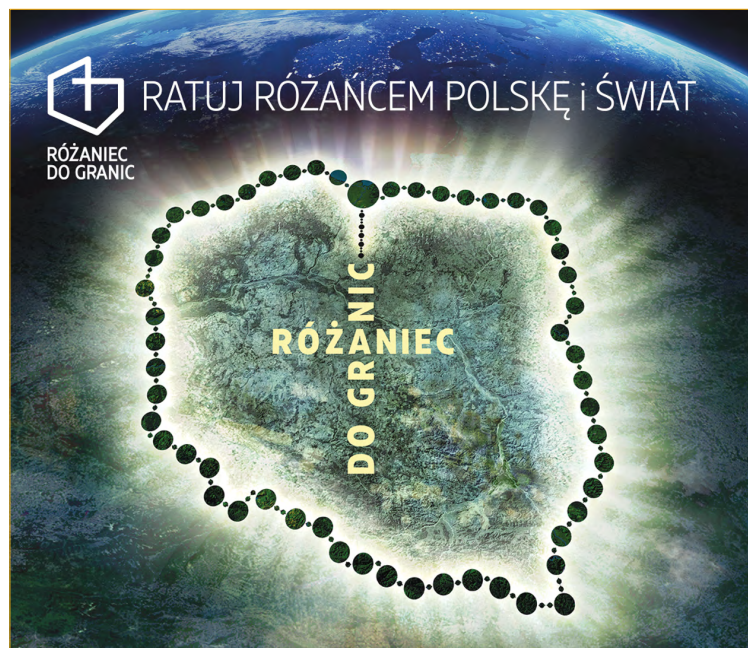 RATUJ RÓŻAŃCEM POLSKĘ i ŚWIAT
RÓŻANIEC
DO GRANIC
RÓŻANIEC
DO GRANIC